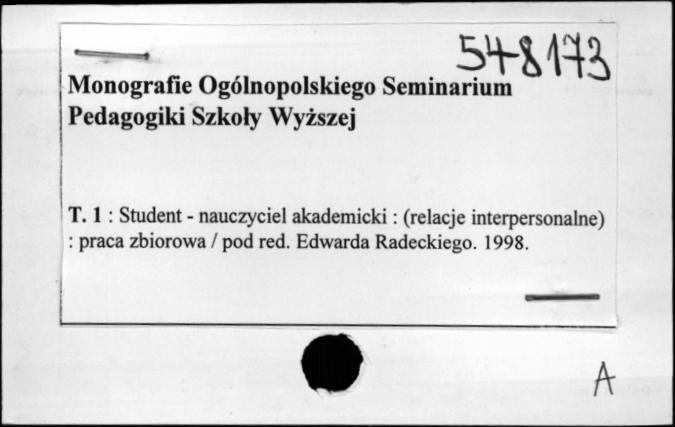 548173
Monografie Ogólnopolskiego Seminarium
Pedagogiki Szkoły Wyższej
T. 1 : Student - nauczyciel akademicki : (relacje interpersonalne)
: praca zbiorowa / pod red. Edwarda Radeckiego. 1998.
A